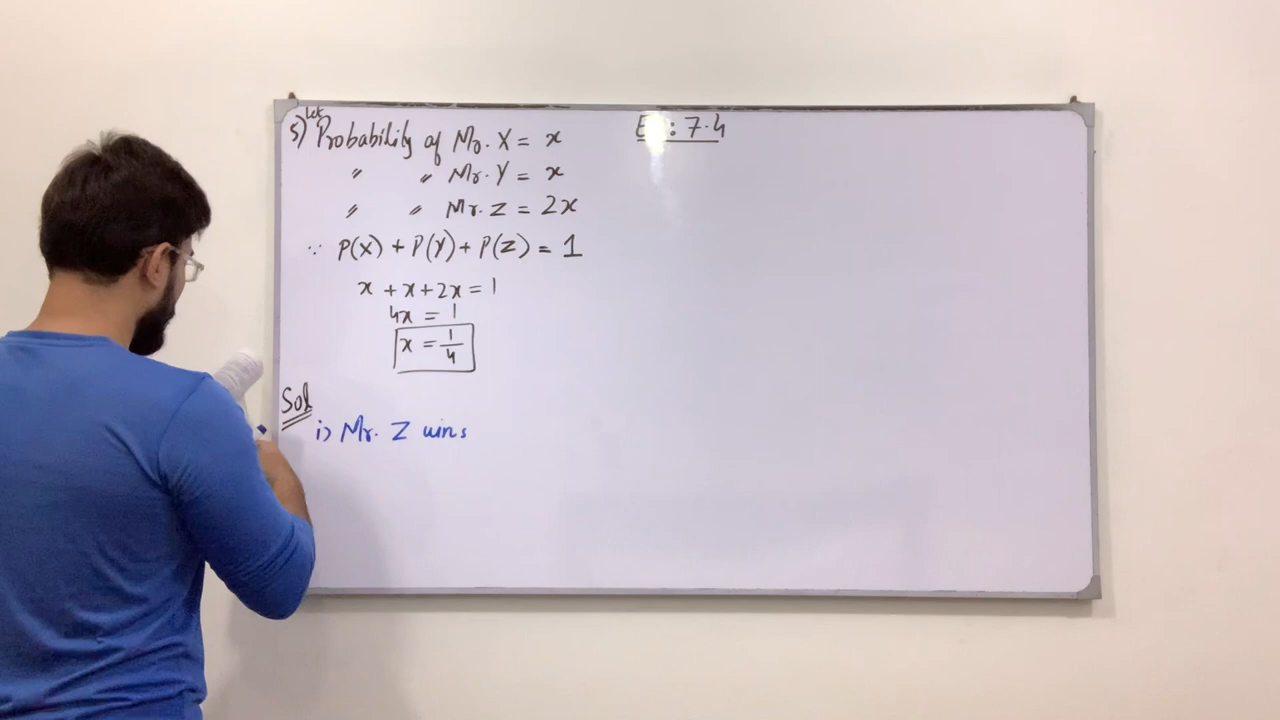 Ex: 7.4
5) Let Probability of Mr. X = x
〃 〃 Mr. Y = x
〃 〃 Mr. Z = 2x
∵ P(X) + P(Y) + P(Z) = 1
x + x + 2x = 1
4x = 1
x = 1/4
Sol
i) Mr. Z wins